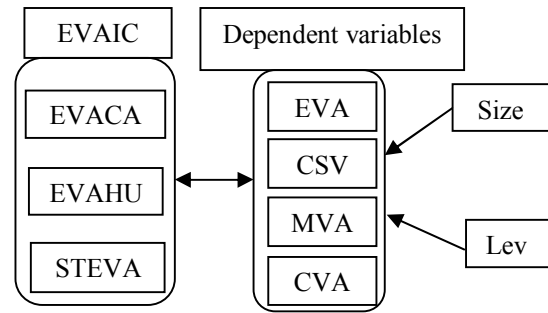 EVAIC
EVACA
EVAHU
STEVA
Dependent variables
EVA
CSV
MVA
CVA
Size
Lev